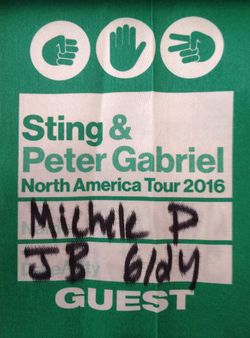 Sting &
Peter Gabriel
North America Tour 2016
Michele P
JB 6/24
GUEST